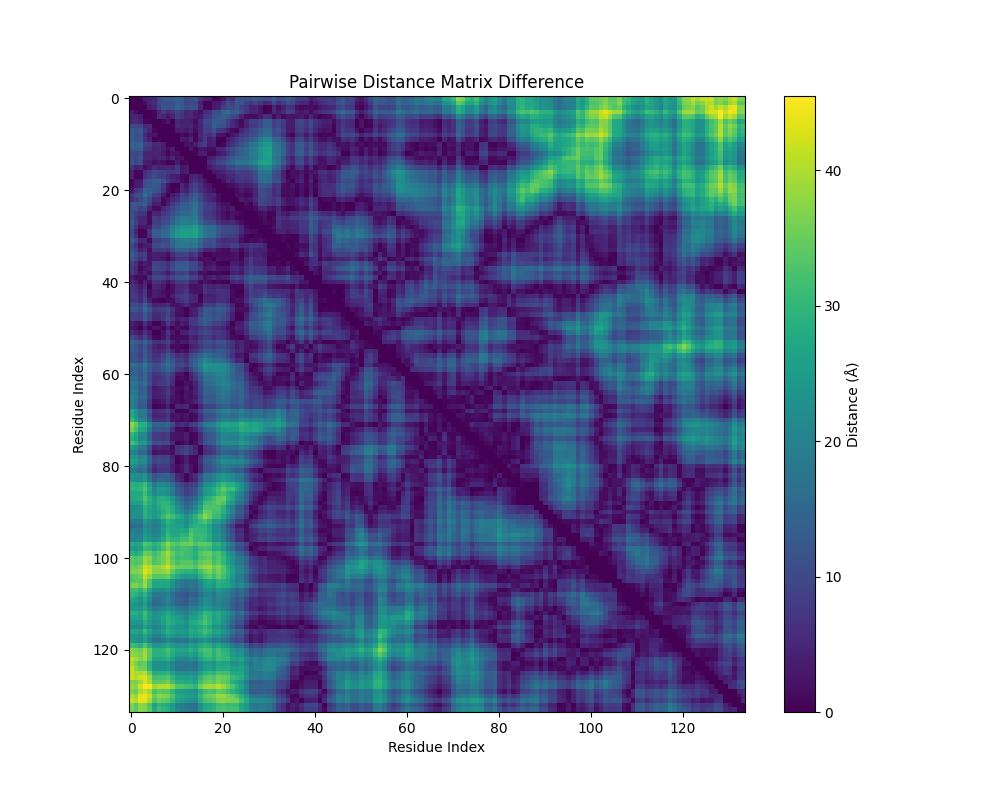 Pairwise Distance Matrix Difference
0
20
40
60
80
100
120
Residue Index
0 20 40 60 80 100 120
Residue Index
40
30
20
10
0
Distance (Å)